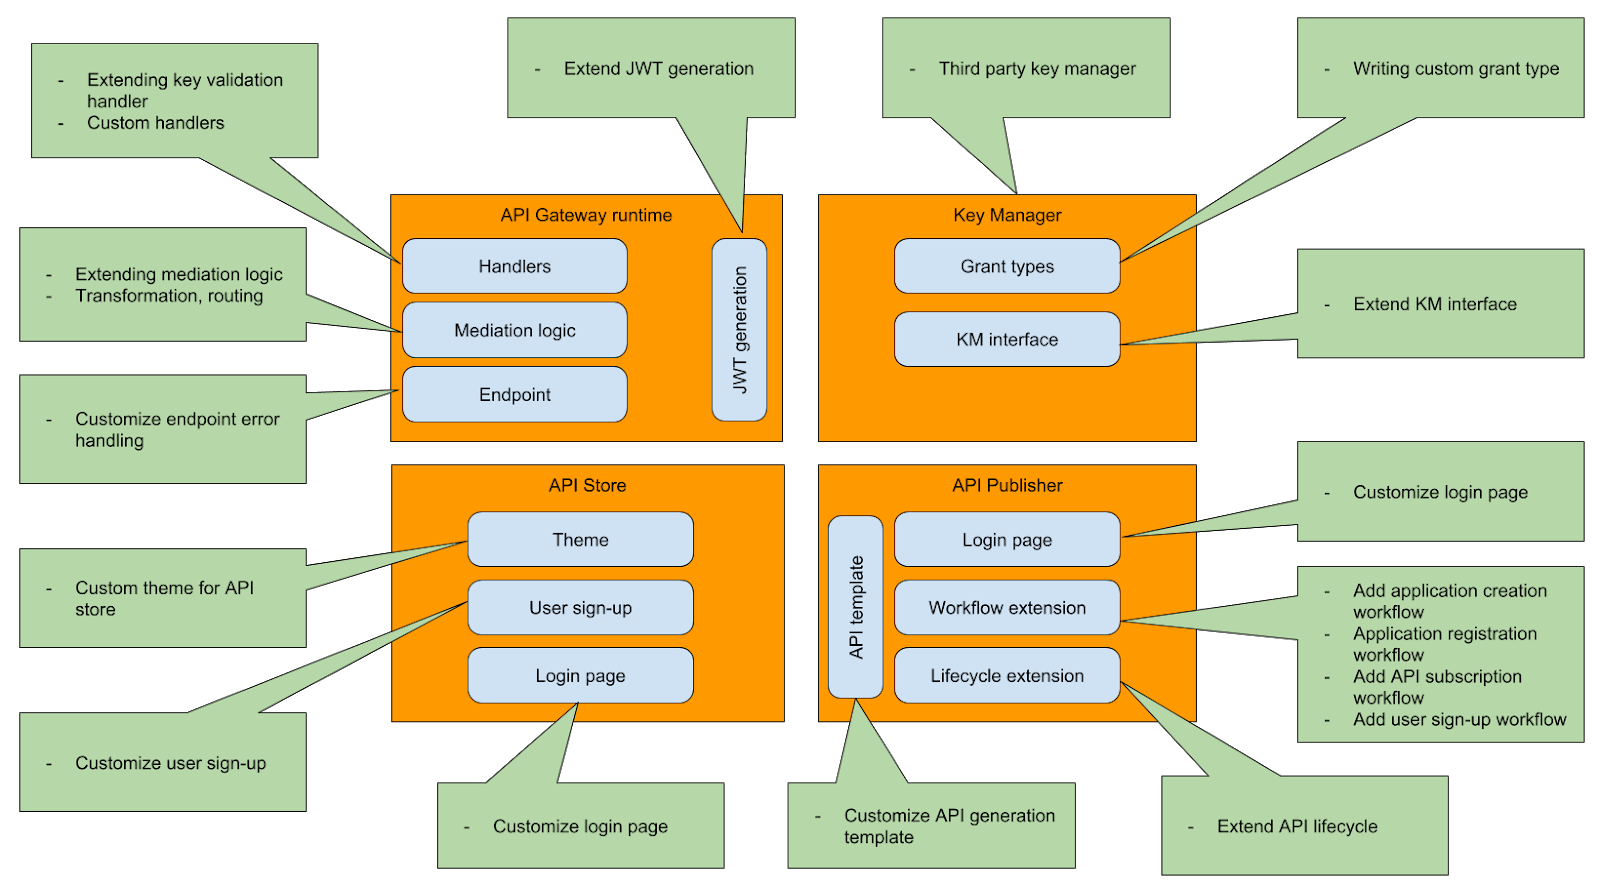 - Extending key validation
handler
- Custom handlers
- Extend JWT generation
- Third party key manager
- Writing custom grant type
- Extending mediation logic
- Transformation, routing
- Customize endpoint error
handling
API Gateway runtime
Handlers
Mediation logic
Endpoint
JWT generation
Key Manager
Grant types
KM interface
- Extend KM interface
- Custom theme for API
store
- Customize user sign-up
API Store
Theme
User sign-up
Login page
API Publisher
API template
Login page
Workflow extension
Lifecycle extension
- Customize login page
- Add application creation
workflow
- Application registration
workflow
- Add API subscription
workflow
- Add user sign-up workflow
- Customize login page
- Customize API generation
template
- Extend API lifecycle